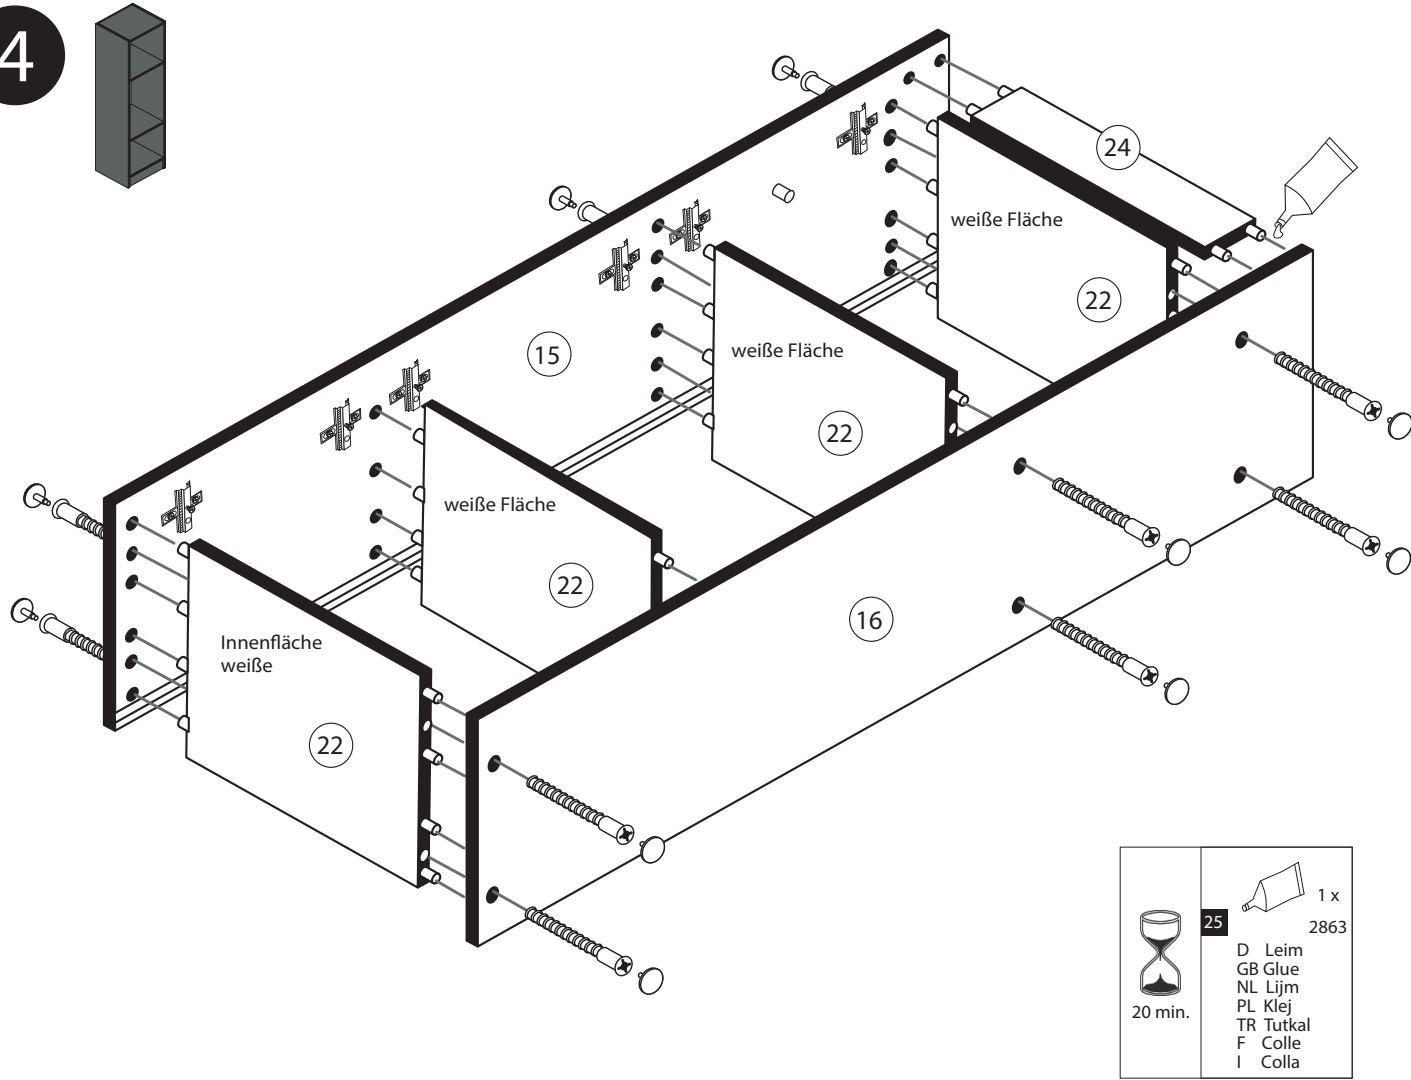 4
24
weiße Fläche
22
15
weiße Fläche
22
weiße Fläche
22
16
Innenfläche
weiße
22
25
1 x
2863
D Leim
GB Glue
NL Lijm
PL Klej
TR Tutkal
F Colle
I Colla
20 min.